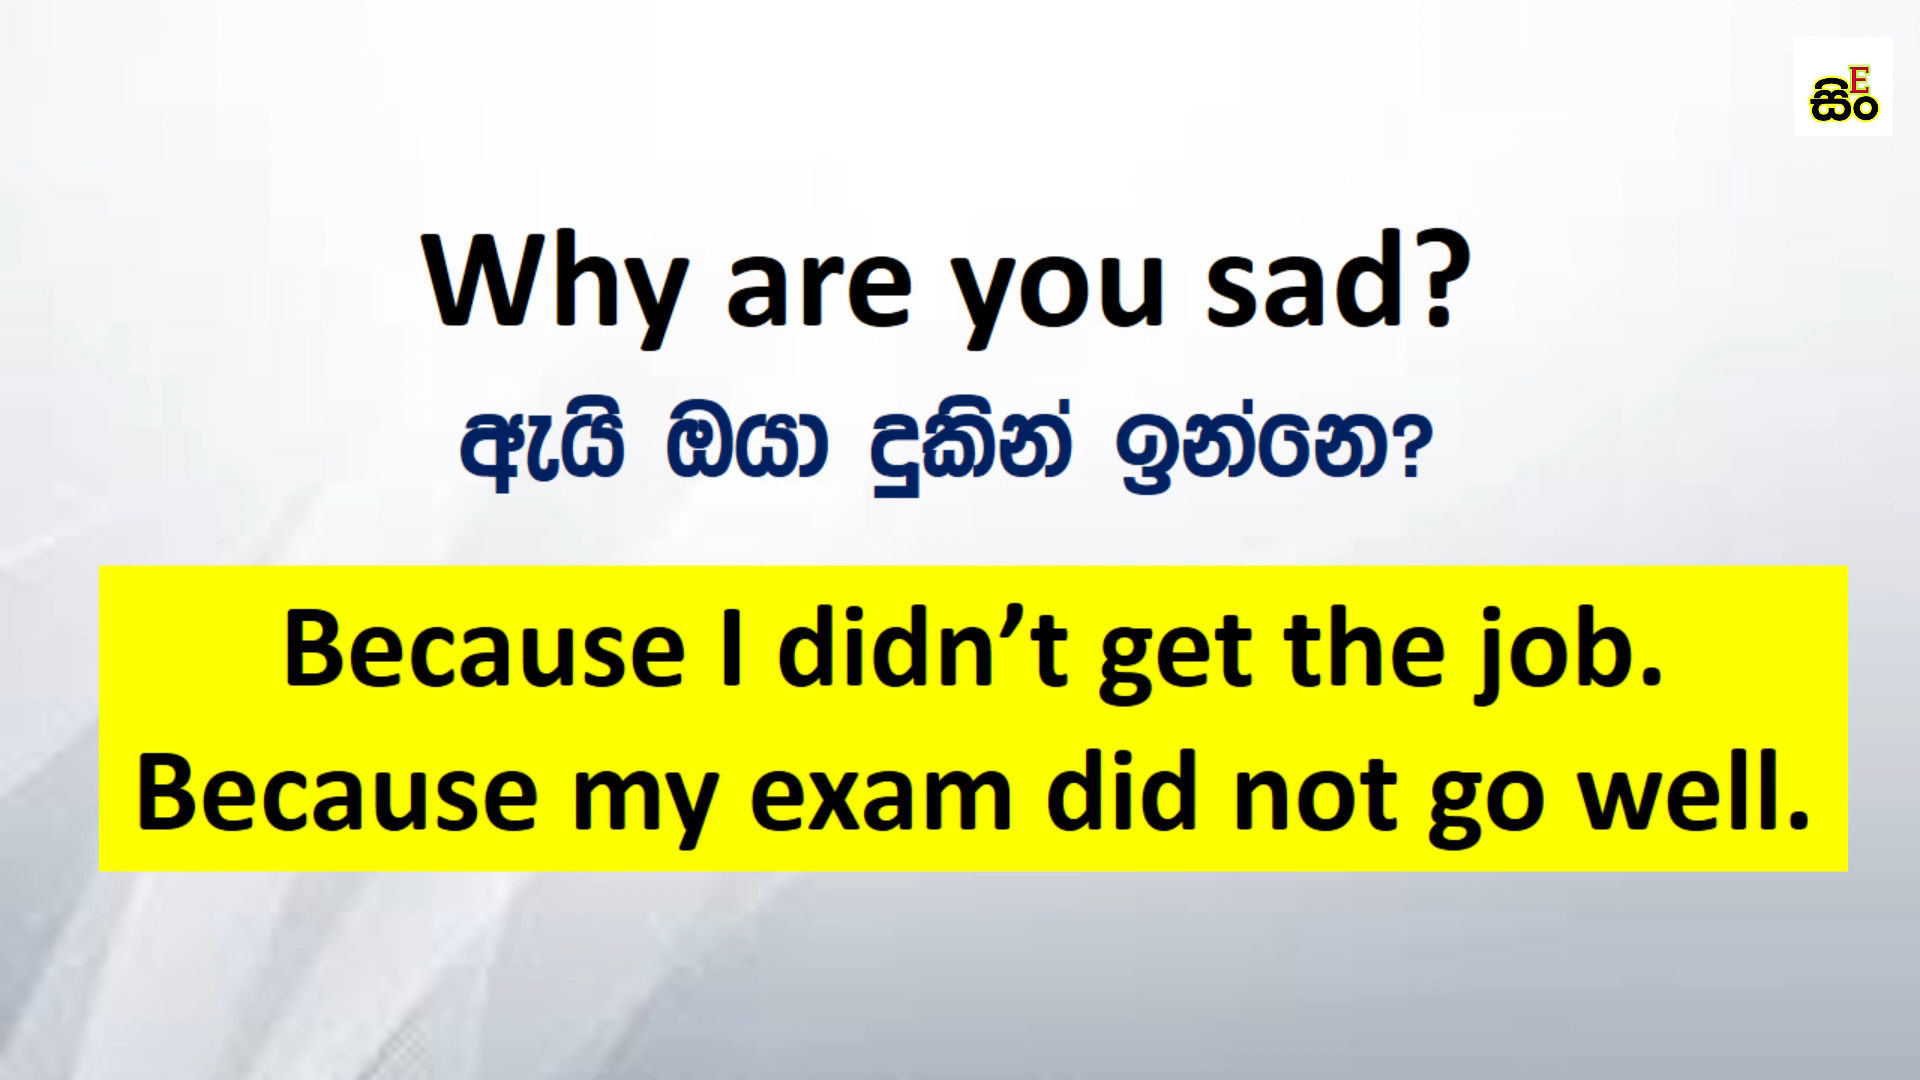 සිං
E
Why are you sad?
ඇයි ඔයා දුකින් ඉන්නෙ?
Because I didn’t get the job.
Because my exam did not go well.